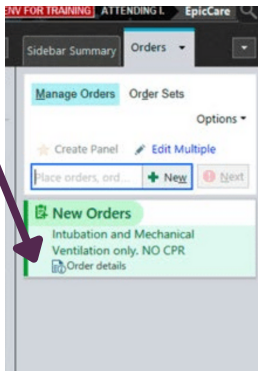 ENV FOR TRAINING ATTENDING I. EpicCare
Sidebar Summary Orders
Manage Orders Order Sets
Options
Create Panel Edit Multiple
Place orders, ord... New Next
New Orders
Intubation and Mechanical
Ventilation only. NO CPR
Order details